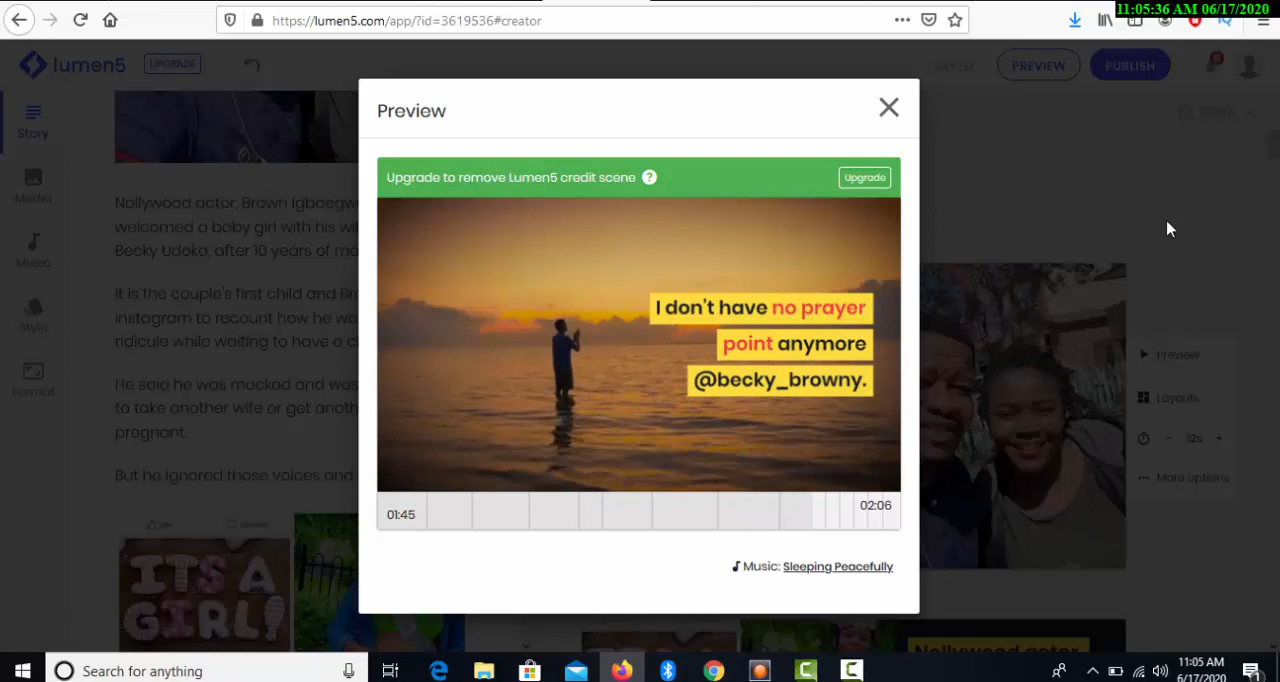 11:05:36 AM 06/17/2020
https://lumen5.com/app/?id=3619536#creator
lumen5
UPGRADE
SAVED
PREVIEW
PUBLISH
Story
Media
Music
Style
Format
Preview
Upgrade to remove Lumen5 credit scene ?
Upgrade
I don't have no prayer
point anymore
@becky_browny.
01:45
02:06
Music: Sleeping Peacefully
Nollywood actor, Brown Igboegw
welcomed a baby girl with his wi
Becky Udoka, after 10 years of ma
It is the couple's first child and Br
Instagram to recount how he wa
ridicule while waiting to have a c
He said he was mocked and was
to take another wife or get anoth
pregnant.
But he ignored those voices and
IT'S A
GIRL!
Preview
Layouts
- 12s +
More options
Nollywood actor
Search for anything
11:05 AM
6/17/2020